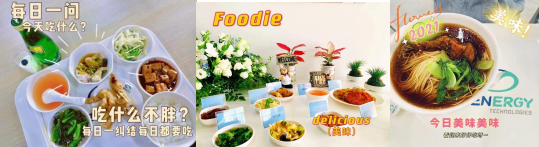 每日一问
今天吃什么?
吃什么不胖?
每日一纠结每日都要吃
Foodie
delicious
(美味)
2021
美味!
ENERGY
TECHNOLOGIES
今日美味美味